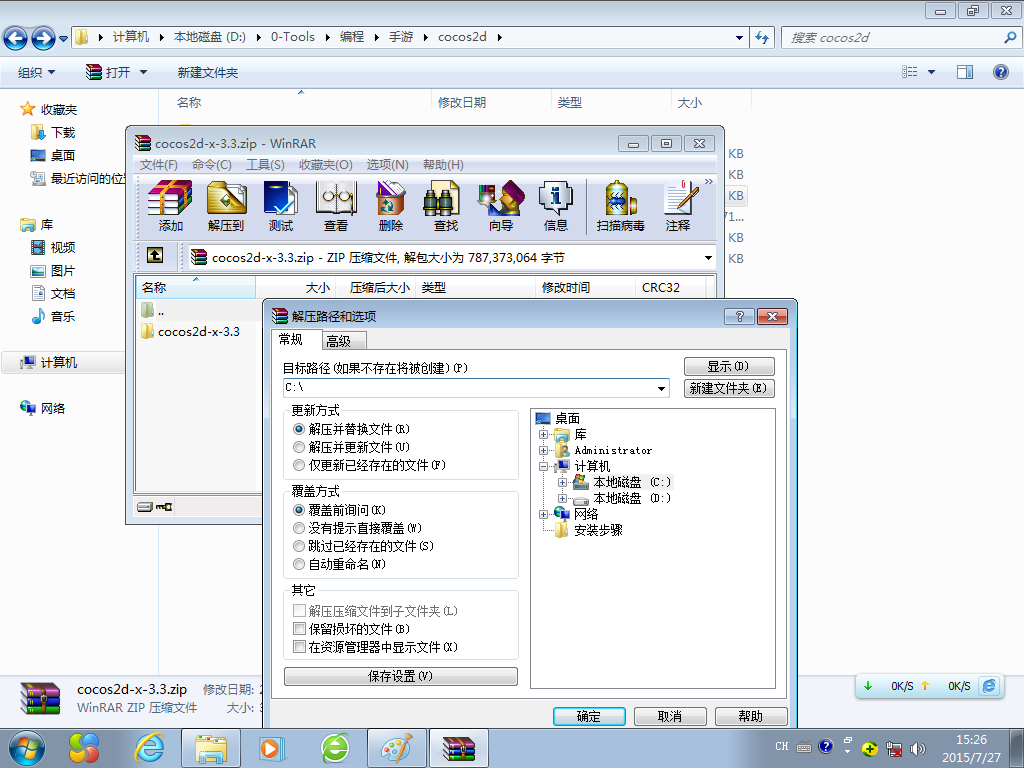 计算机 本地磁盘 (D:) 0-Tools 编程 手游 cocos2d
搜索 cocos2d
组织 打开 新建文件夹
名称 修改日期 类型 大小
收藏夹
下载
桌面
最近访问的位
库
视频
图片
文档
音乐
计算机
网络
KB
KB
KB
71...
KB
KB
cocos2d-x-3.3.zip - WinRAR
文件(F) 命令(C) 工具(S) 收藏夹(O) 选项(N) 帮助(H)
添加 解压到 测试 查看 删除 查找 向导 信息 扫描病毒 注释
cocos2d-x-3.3.zip - ZIP 压缩文件, 解包大小为 787,373,064 字节
名称 大小 压缩后大小 类型 修改时间 CRC32
..
cocos2d-x-3.3
解压路径和选项
常规 高级
目标路径(如果不存在将被创建)(P)
显示(D)
C:\
新建文件夹(E)
更新方式
解压并替换文件(R)
解压并更新文件(U)
仅更新已经存在的文件(F)
覆盖方式
覆盖前询问(K)
没有提示直接覆盖(W)
跳过已经存在的文件(S)
自动重命名(N)
其它
解压压缩文件到子文件夹(L)
保留损坏的文件(B)
在资源管理器中显示文件(X)
保存设置(V)
桌面
库
Administrator
计算机
本地磁盘 (C:)
本地磁盘 (D:)
网络
安装步骤
确定 取消 帮助
cocos2d-x-3.3.zip 修改日期: 2
WinRAR ZIP 压缩文件 大小: 3
0K/S 0K/S
CH
15:26
2015/7/27